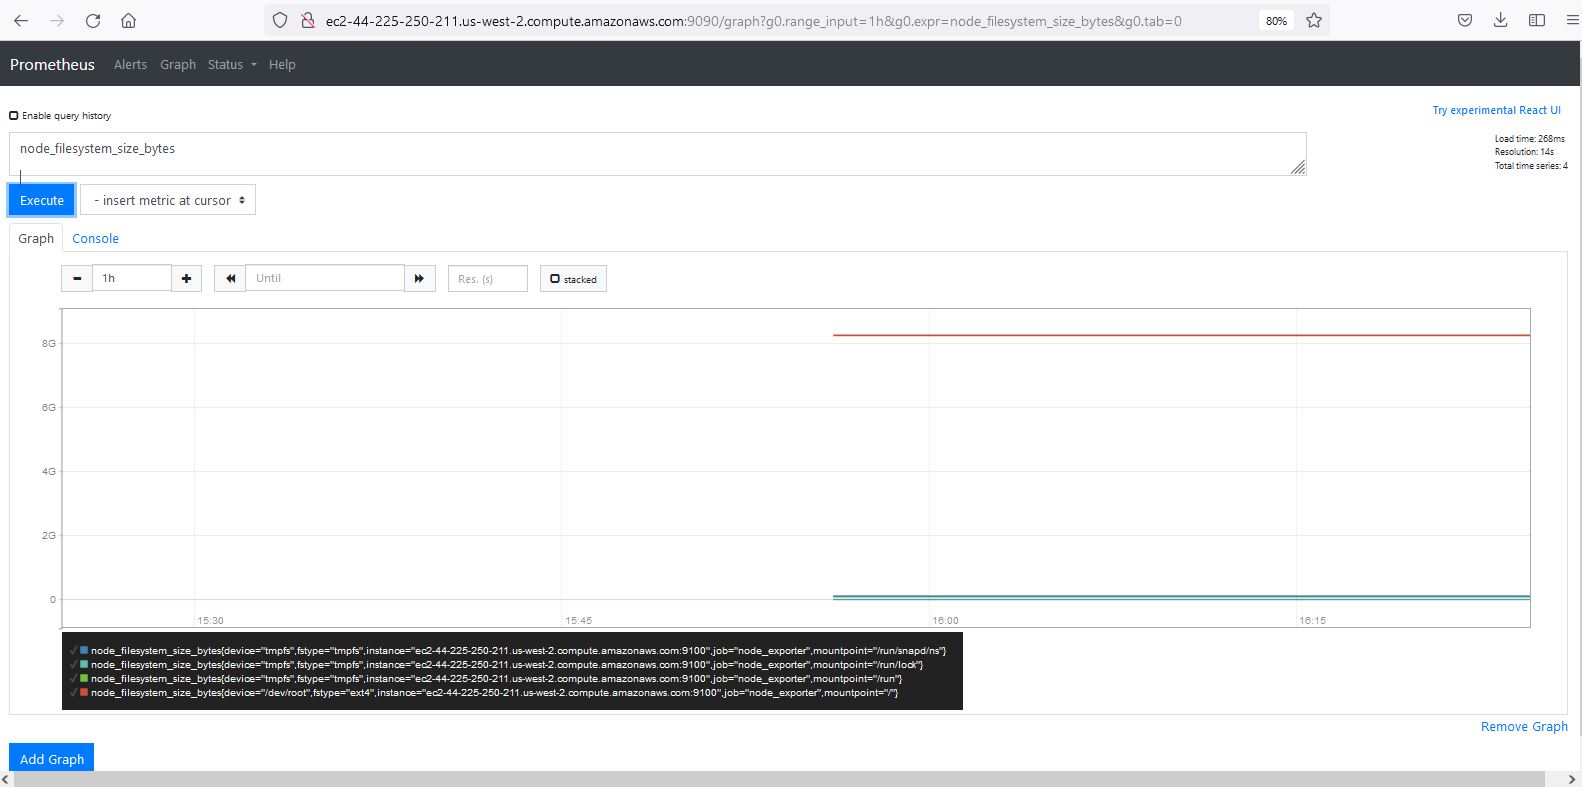 ec2-44-225-250-211.us-west-2.compute.amazonaws.com:9090/graph?g0.range_input=1h&g0.expr=node_filesystem_size_bytes&g0.tab=0 80%
Prometheus Alerts Graph Status Help
Enable query history
Try experimental React UI
node_filesystem_size_bytes
Load time: 268ms
Resolution: 14s
Total time series: 4
Execute - insert metric at cursor
Graph Console
1h Until Res. (s) stacked
8G
6G
4G
2G
0
15:30 15:45 16:00 16:15
node_filesystem_size_bytes{device="tmpfs",fstype="tmpfs",instance="ec2-44-225-250-211.us-west-2.compute.amazonaws.com:9100",job="node_exporter",mountpoint="/run/snapd/ns"}
node_filesystem_size_bytes{device="tmpfs",fstype="tmpfs",instance="ec2-44-225-250-211.us-west-2.compute.amazonaws.com:9100",job="node_exporter",mountpoint="/run/lock"}
node_filesystem_size_bytes{device="tmpfs",fstype="tmpfs",instance="ec2-44-225-250-211.us-west-2.compute.amazonaws.com:9100",job="node_exporter",mountpoint="/run"}
node_filesystem_size_bytes{device="/dev/root",fstype="ext4",instance="ec2-44-225-250-211.us-west-2.compute.amazonaws.com:9100",job="node_exporter",mountpoint="/"}
Remove Graph
Add Graph